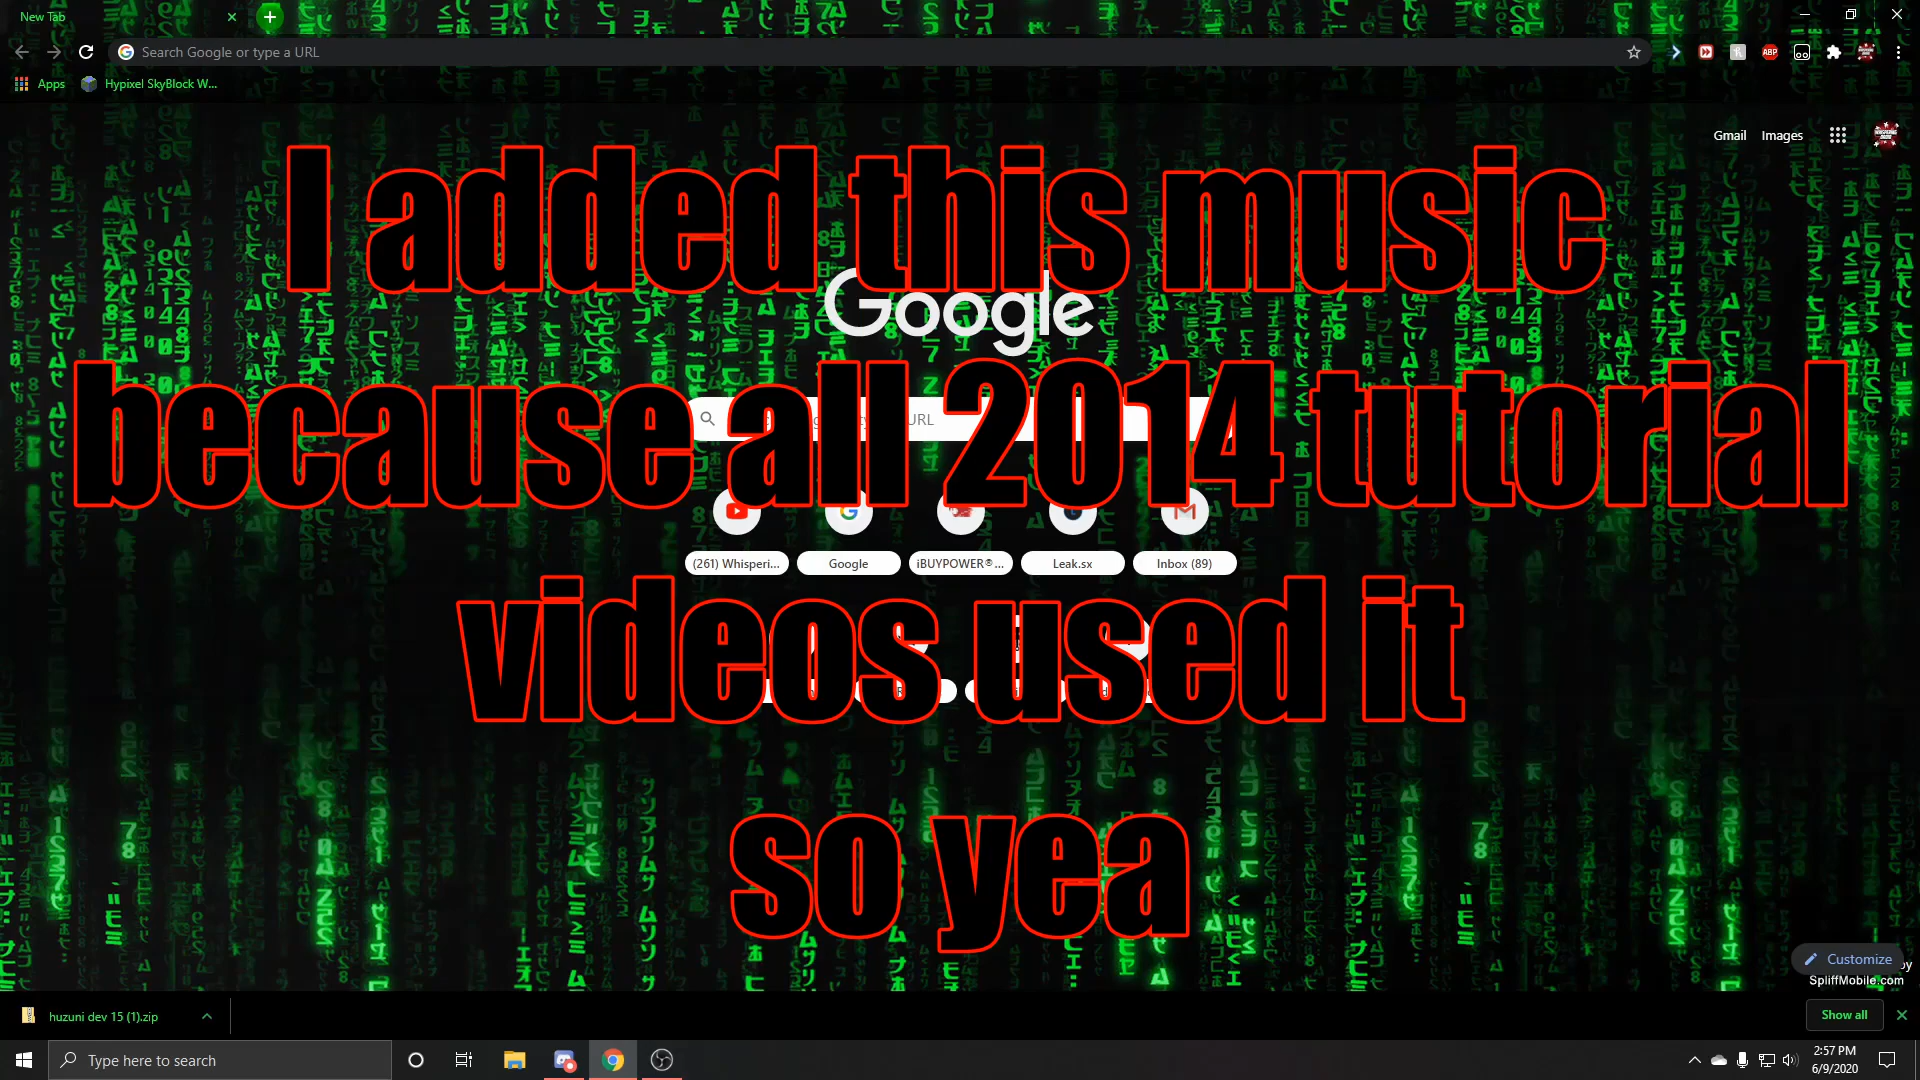 New Tab
Search Google or type a URL
Apps
Hypixel SkyBlock W...
Gmail
Images
I added this music
Google
because all 2014 tutorial
URL
(261) Whisperi...
Google
iBUYPOWER®...
Leak.sx
Inbox (89)
videos used it
so yea
Customize
SpliffMobile.com
huzuni dev 15 (1).zip
Show all
Type here to search
2:57 PM
6/9/2020